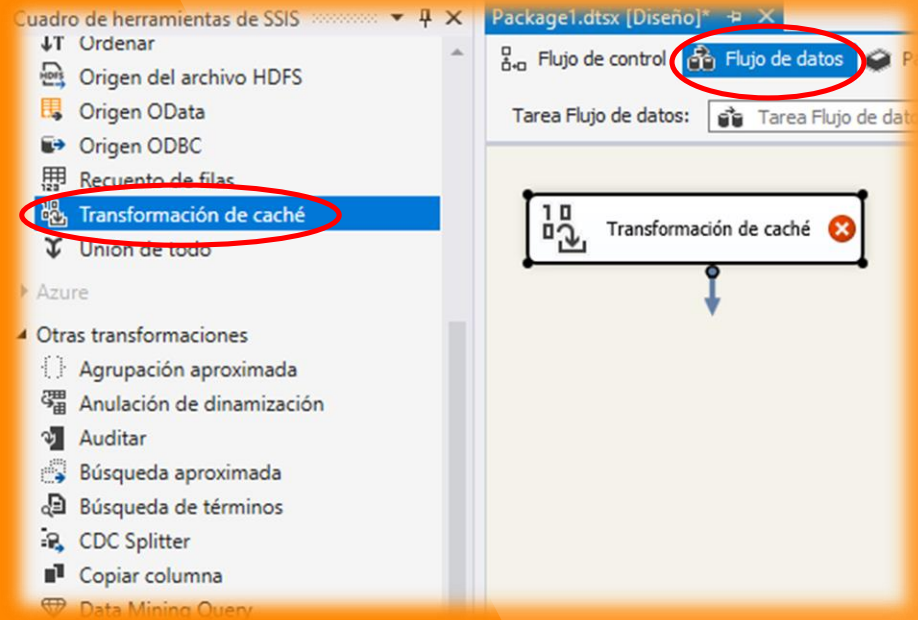 Cuadro de herramientas de SSIS
Ordenar
Origen del archivo HDFS
Origen OData
Origen ODBC
Recuento de filas
Transformación de caché
Unión de todo
Azure
Otras transformaciones
Agrupación aproximada
Anulación de dinamización
Auditar
Búsqueda aproximada
Búsqueda de términos
CDC Splitter
Copiar columna
Data Mining Query
Package1.dtsx [Diseño]*
Flujo de control
Flujo de datos
Tarea Flujo de datos:
Tarea Flujo de dato
Transformación de caché